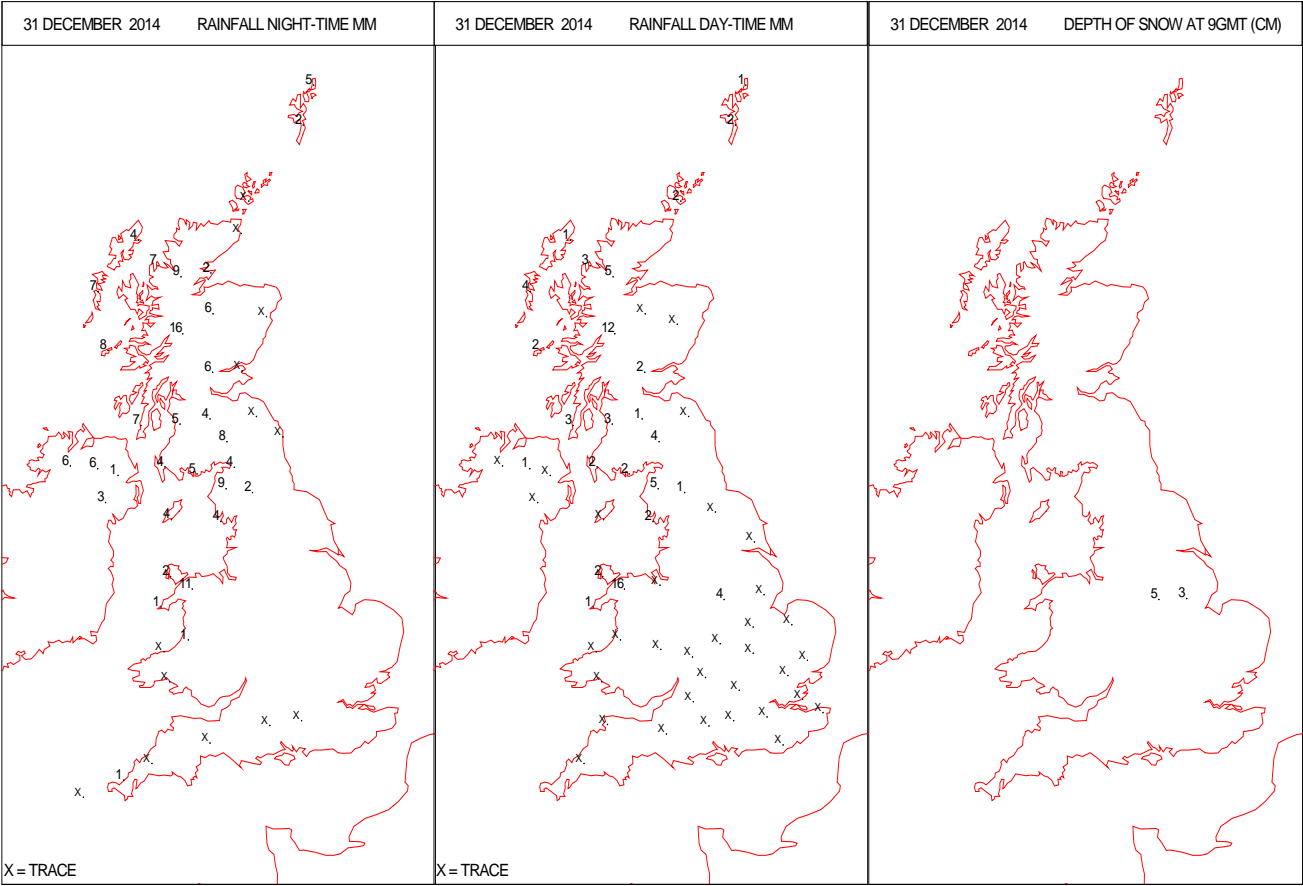 31 DECEMBER 2014 RAINFALL NIGHT-TIME MM
5
2
X
X
4
7
9 2
7
6 X
16
8
6 X
7 5 4 X
8 X
6 6 1 4 5 4
3 9 2
4 4
2
11
1
1
X
X
X X
X
X
1
X
X = TRACE
31 DECEMBER 2014 RAINFALL DAY-TIME MM
1
2
2
1
3
5
4
X X
12
2
2
3 3 1 X
4
X 1 X 2 2
X 5 1
X 2 X
X
2
16 X
1 4 X
X X
X X X X X
X X X
X X X
X X
X X X X X
X X
X
X = TRACE
31 DECEMBER 2014 DEPTH OF SNOW AT 9GMT (CM)
5 3